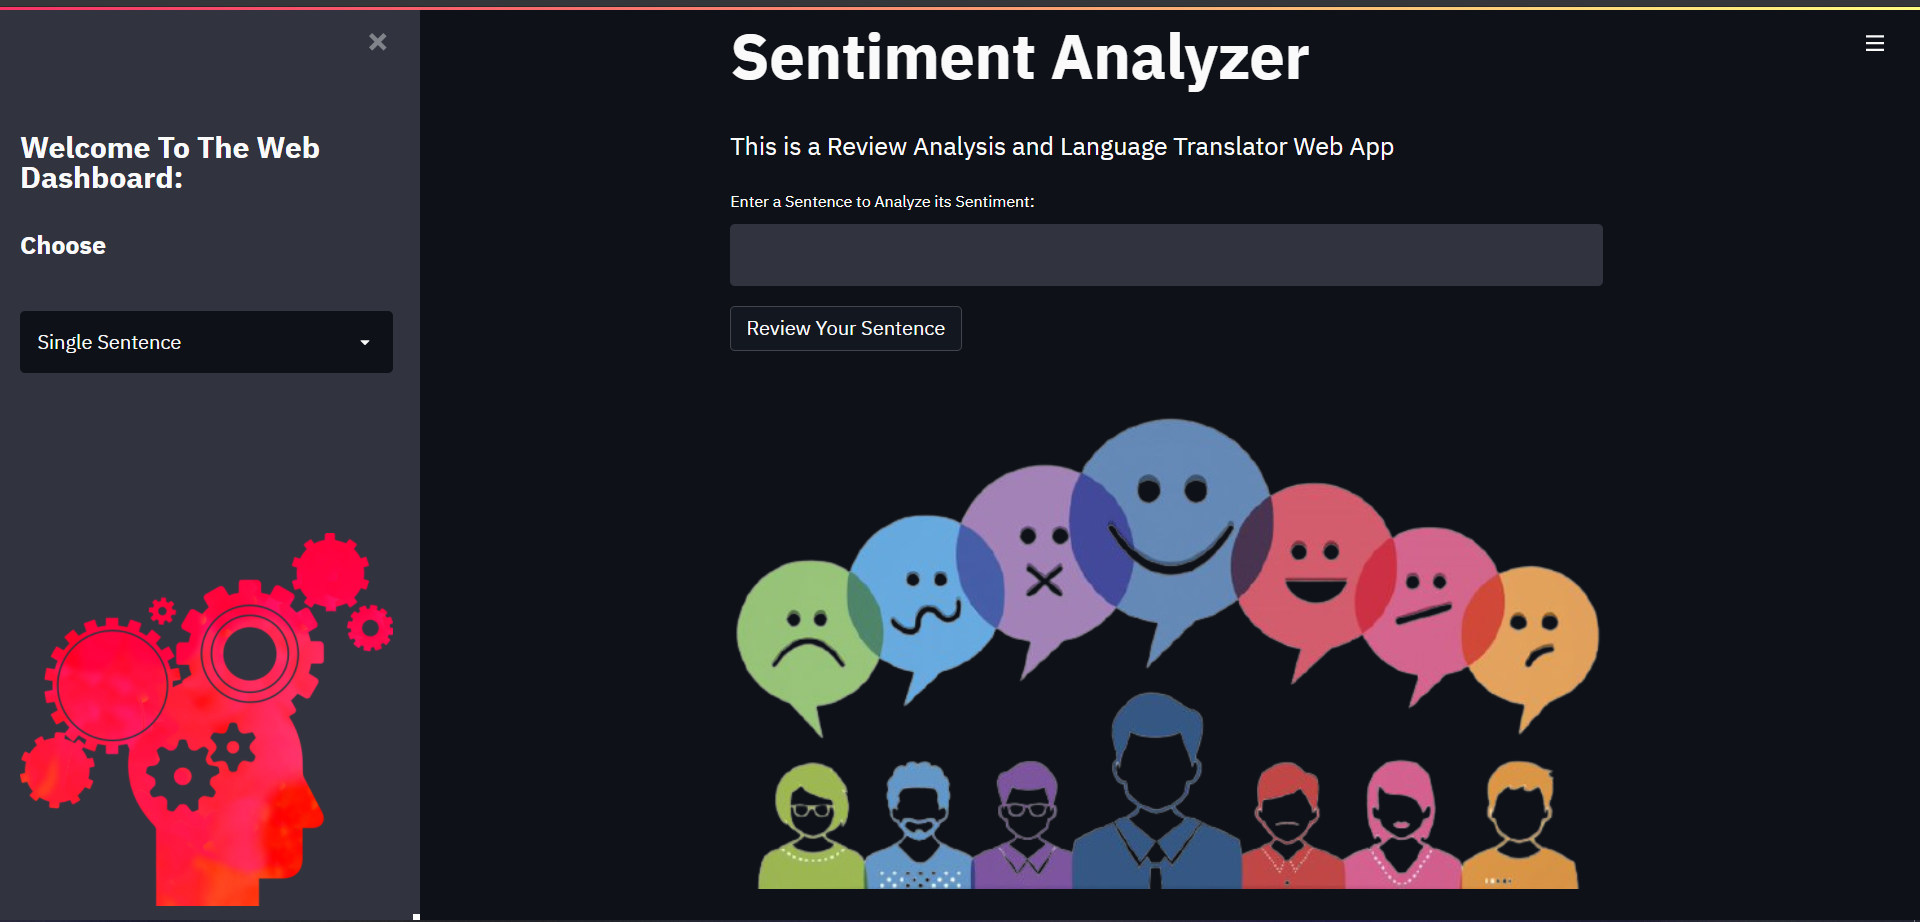 Welcome To The Web
Dashboard:
Choose
Single Sentence
Sentiment Analyzer
This is a Review Analysis and Language Translator Web App
Enter a Sentence to Analyze its Sentiment:
Review Your Sentence